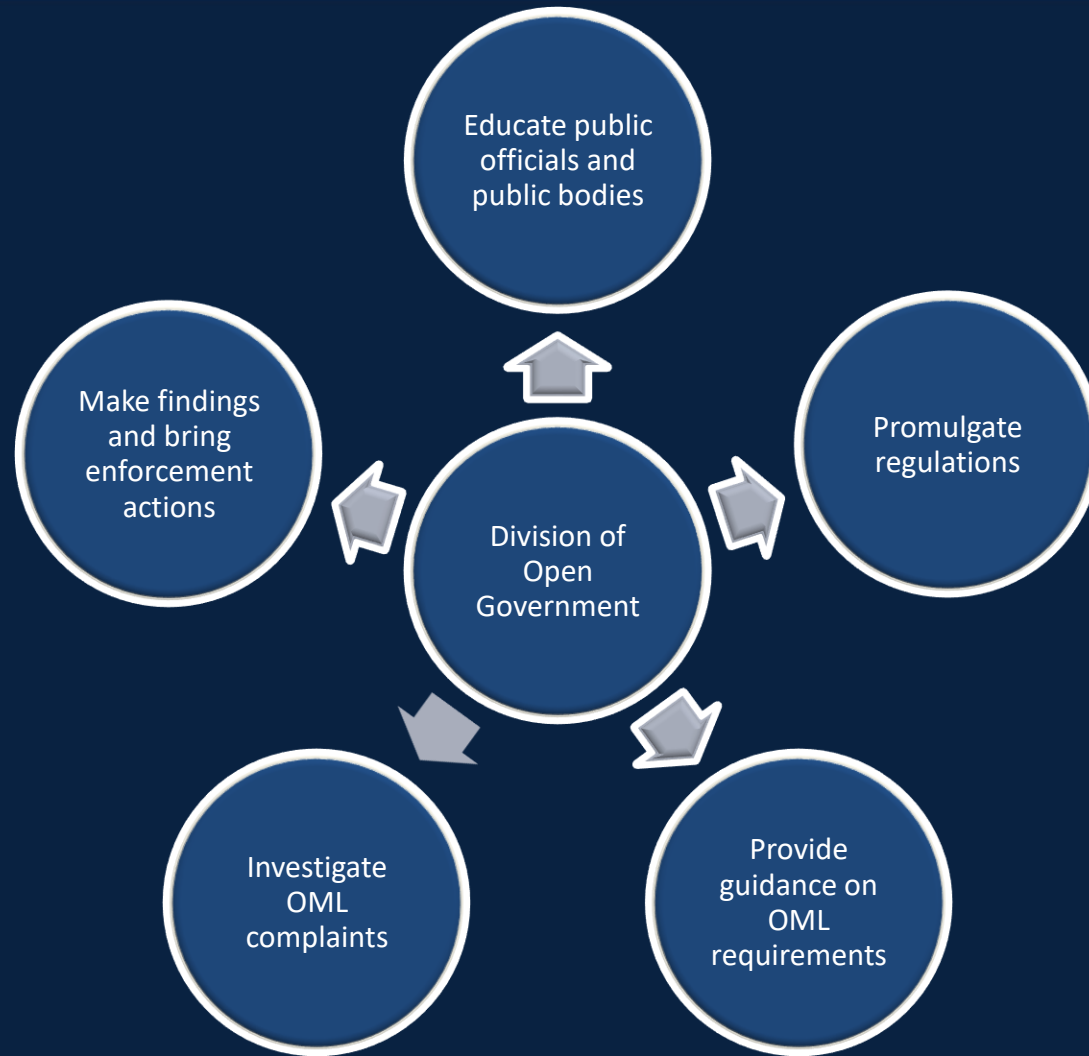 Educate public
officials and
public bodies
Promulgate
regulations
Provide
guidance on
OML
requirements
Investigate
OML
complaints
Make findings
and bring
enforcement
actions
Division of
Open
Government